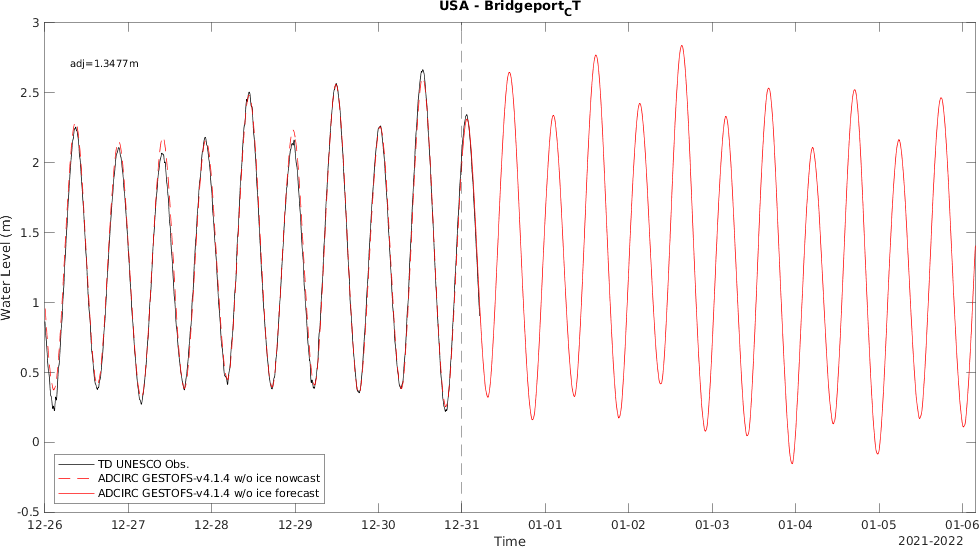 USA - Bridgeport_CT
adj=1.3477m
3
2.5
2
1.5
1
0.5
0
-0.5
Water Level (m)
TD UNESCO Obs.
ADCIRC GESTOFS-v4.1.4 w/o ice nowcast
ADCIRC GESTOFS-v4.1.4 w/o ice forecast
12-26 12-27 12-28 12-29 12-30 12-31 01-01 01-02 01-03 01-04 01-05 01-06
Time
2021-2022